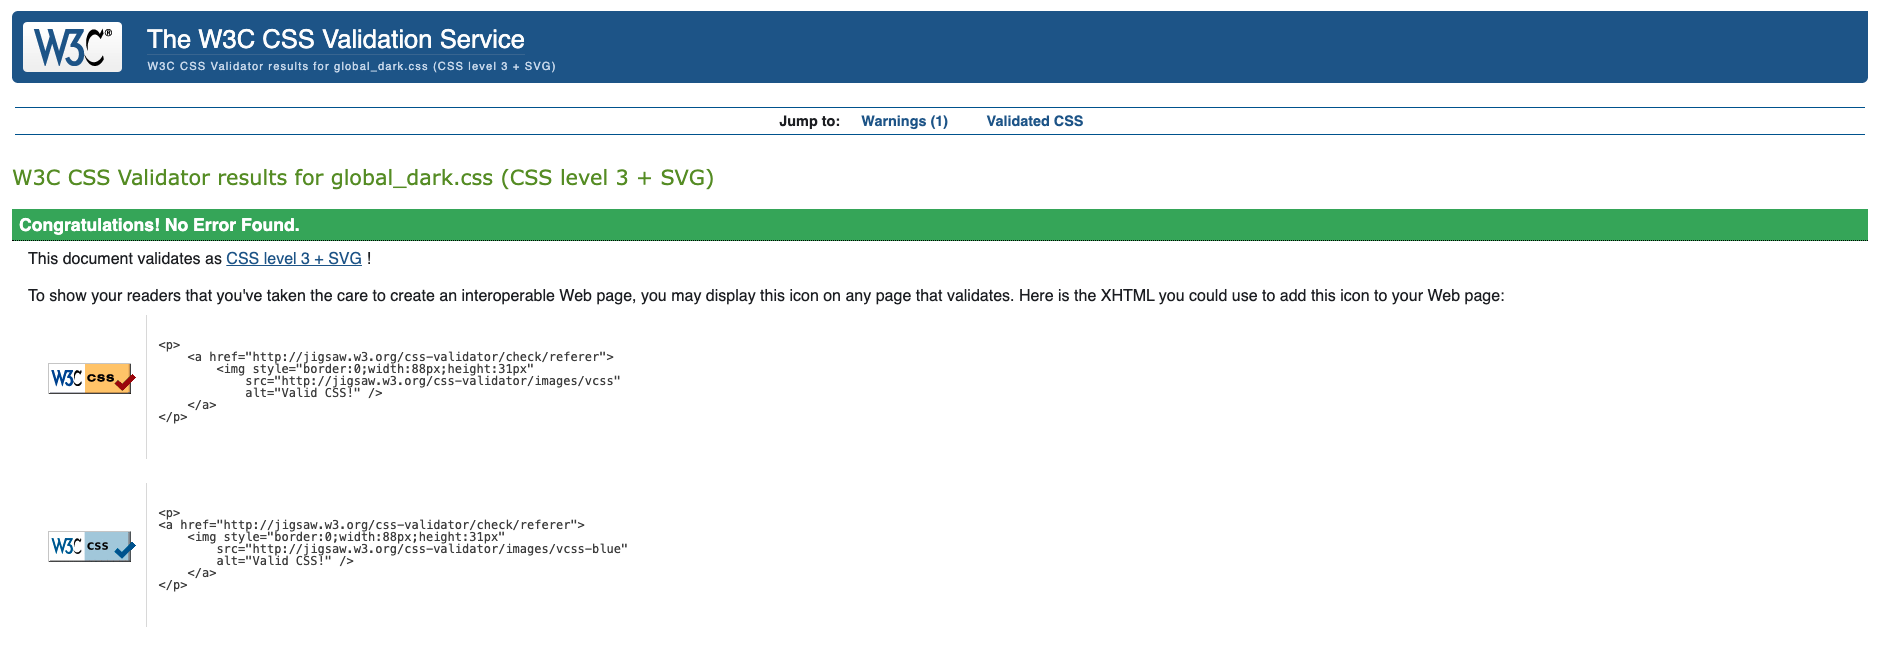 W3C®
The W3C CSS Validation Service
W3C CSS Validator results for global_dark.css (CSS level 3 + SVG)
Jump to: Warnings (1) Validated CSS
W3C CSS Validator results for global_dark.css (CSS level 3 + SVG)
Congratulations! No Error Found.
This document validates as CSS level 3 + SVG !
To show your readers that you've taken the care to create an interoperable Web page, you may display this icon on any page that validates. Here is the XHTML you could use to add this icon to your Web page:
W3C CSS
<p>
    <a href="http://jigsaw.w3.org/css-validator/check/referer">
        <img style="border:0;width:88px;height:31px"
            src="http://jigsaw.w3.org/css-validator/images/vcss"
            alt="Valid CSS!" />
    </a>
</p>
W3C CSS
<p>
<a href="http://jigsaw.w3.org/css-validator/check/referer">
    <img style="border:0;width:88px;height:31px"
        src="http://jigsaw.w3.org/css-validator/images/vcss-blue"
        alt="Valid CSS!" />
    </a>
</p>